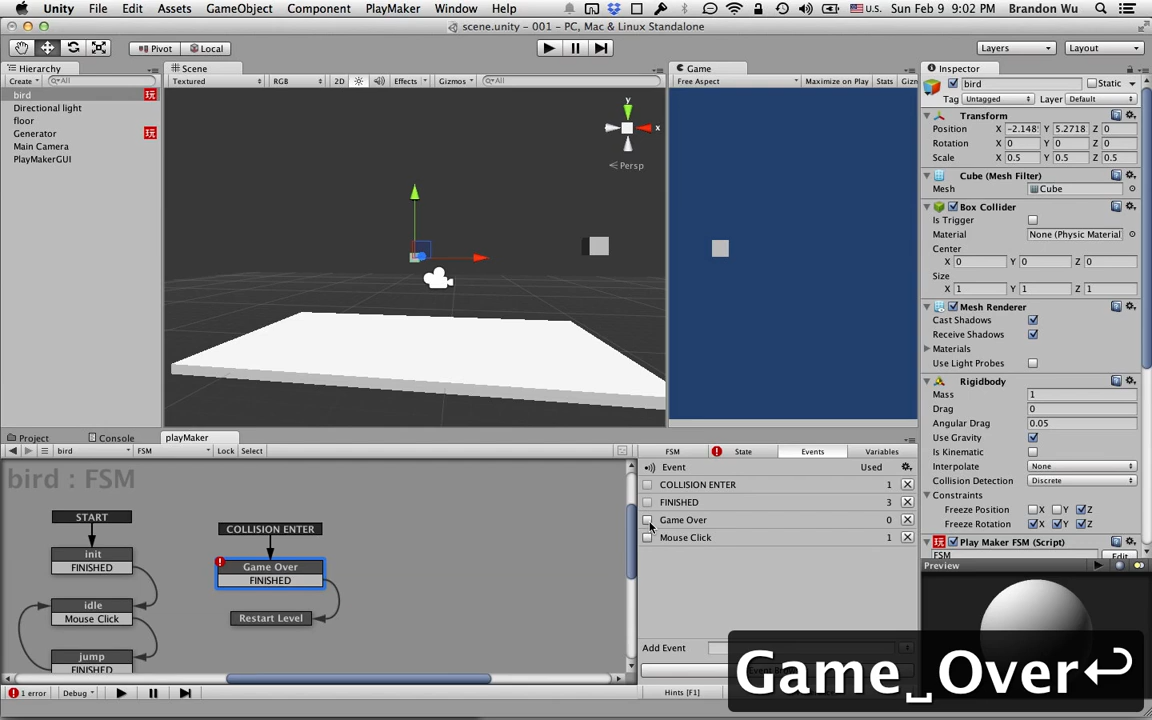 Unity File Edit Assets GameObject Component PlayMaker Window Help U.S. Sun Feb 9 9:02 PM Brandon Wu
scene.unity - 001 - PC, Mac & Linux Standalone
Pivot Local Layers Layout
Hierarchy
Create All
bird
Directional light
floor
Generator
Main Camera
PlayMakerGUI
Scene
Textured RGB 2D Effects Gizmos All
y
x
Persp
Game
Free Aspect Maximize on Play Stats Gizn
Inspector
bird Static
Tag Untagged Layer Default
Transform
Position X -2.148 Y 5.2718 Z 0
Rotation X 0 Y 0 Z 0
Scale X 0.5 Y 0.5 Z 0.5
Cube (Mesh Filter)
Mesh Cube
Box Collider
Is Trigger
Material None (Physic Material
Center
X 0 Y 0 Z 0
Size
X 1 Y 1 Z 1
Mesh Renderer
Cast Shadows
Receive Shadows
Materials
Use Light Probes
Rigidbody
Mass 1
Drag 0
Angular Drag 0.05
Use Gravity
Is Kinematic
Interpolate None
Collision Detection Discrete
Constraints
Freeze Position X Y Z
Freeze Rotation X Y Z
玩 Play Maker FSM (Script)
FSM Edit
Preview
Project Console playMaker
bird FSM Lock Select
bird : FSM
START
init
FINISHED
idle
Mouse Click
jump
FINISHED
COLLISION ENTER
Game Over
FINISHED
Restart Level
1 error Debug
FSM State Events Variables
Event Used
COLLISION ENTER 1
FINISHED 3
Game Over 0
Mouse Click 1
Add Event
Hints [F1]
Game␣Over↩